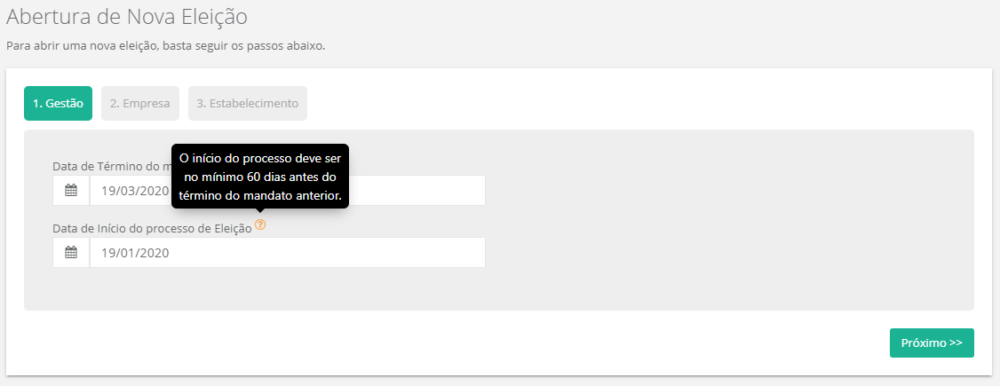 Abertura de Nova Eleição
Para abrir uma nova eleição, basta seguir os passos abaixo.
1. Gestão 2. Empresa 3. Estabelecimento
O início do processo deve ser
no mínimo 60 dias antes do
término do mandato anterior.
Data de Término do m
19/03/2020
Data de Início do processo de Eleição
19/01/2020
Próximo >>